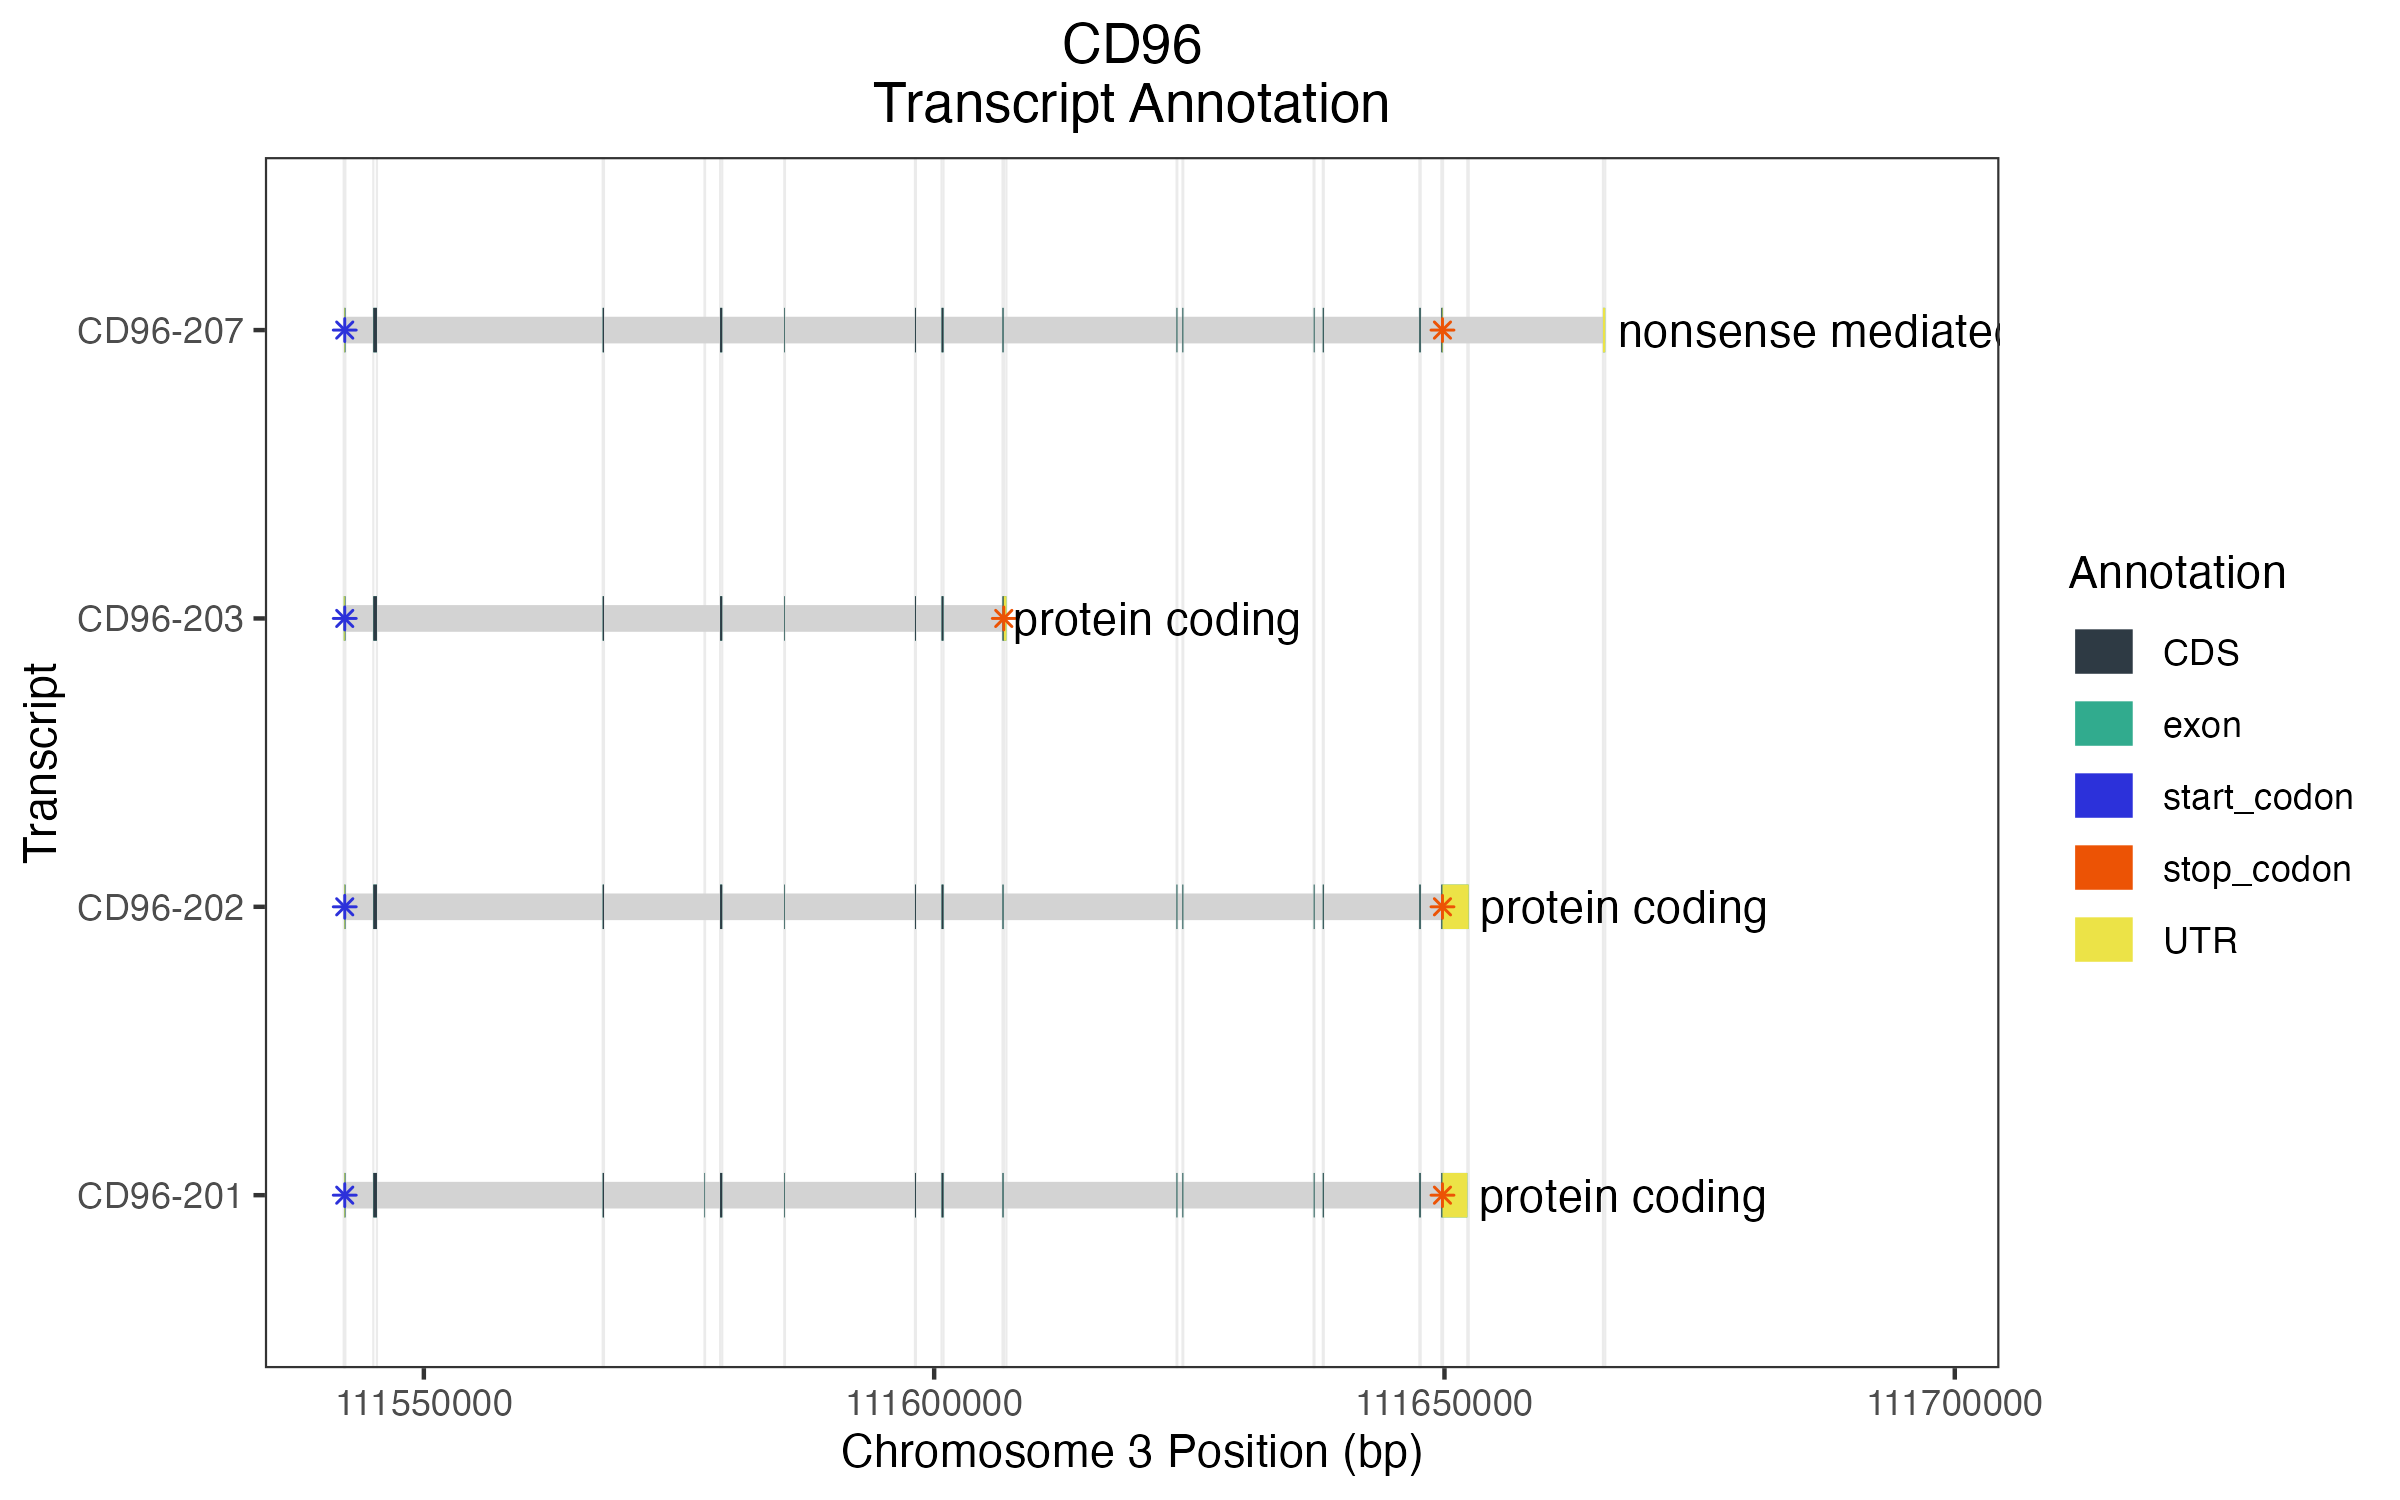 CD96
Transcript Annotation
CD96-207
nonsense mediated
CD96-203
protein coding
CD96-202
protein coding
CD96-201
protein coding
Transcript
111550000
111600000
111650000
111700000
Chromosome 3 Position (bp)
Annotation
CDS
exon
start_codon
stop_codon
UTR